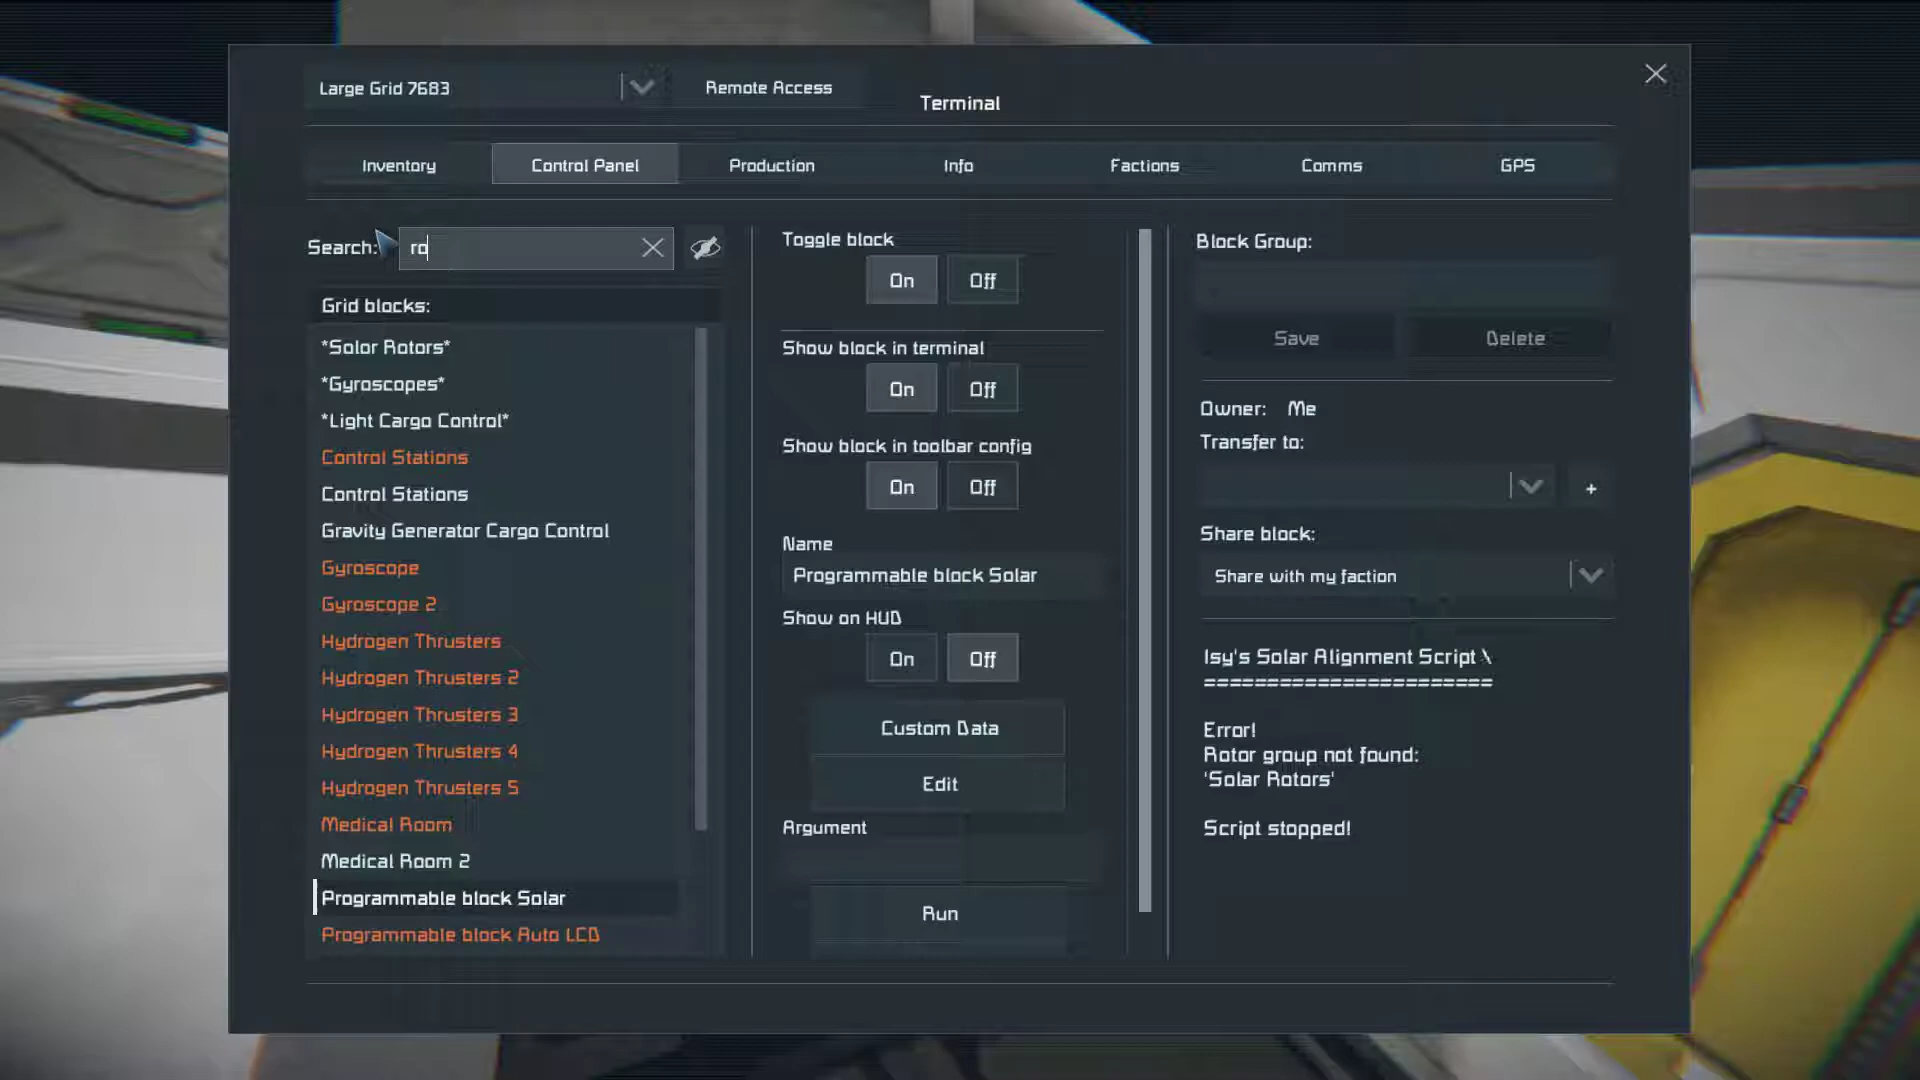 Large Grid 7683
Remote Access
Terminal
Inventory
Control Panel
Production
Info
Factions
Comms
GPS
Search:
ro
Grid blocks:
*Solor Rotors*
*Gyroscopes*
*Light Cargo Control*
Control Stations
Control Stations
Gravity Generator Cargo Control
Gyroscope
Gyroscope 2
Hydrogen Thrusters
Hydrogen Thrusters 2
Hydrogen Thrusters 3
Hydrogen Thrusters 4
Hydrogen Thrusters 5
Medical Room
Medical Room 2
Programmable block Solar
Programmable block Auto LCD
Toggle block
On
Off
Show block in terminal
On
Off
Show block in toolbar config
On
Off
Name
Programmable block Solar
Show on HUD
On
Off
Custom Data
Edit
Argument
Run
Block Group:
Save
Delete
Owner: Me
Transfer to:
+
Share block:
Share with my faction
Isy's Solar Alignment Script \
=======================
Error!
Rotor group not found:
'Solar Rotors'
Script stopped!